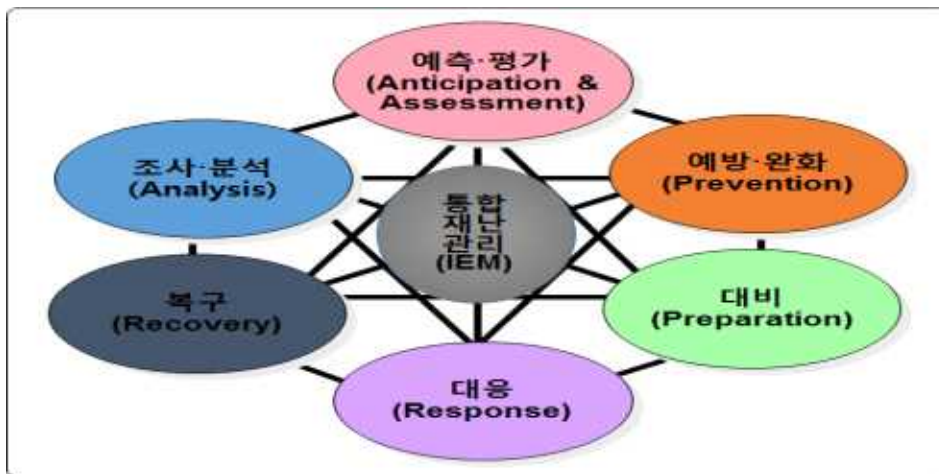 예측·평가
(Anticipation &
Assessment)
조사·분석
(Analysis)
예방·완화
(Prevention)
통합
재난
관리
(IEM)
복구
(Recovery)
대비
(Preparation)
대응
(Response)